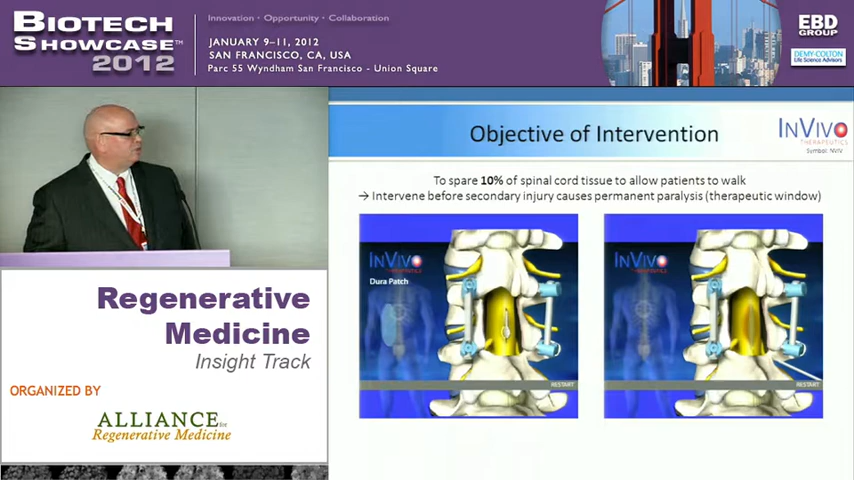 BIOTECH
SHOWCASE™
2012
Innovation · Opportunity · Collaboration
JANUARY 9–11, 2012
SAN FRANCISCO, CA, USA
Parc 55 Wyndham San Francisco - Union Square
EBD
GROUP
DEMY-COLTON
Life Science Advisors
Objective of Intervention
INVIVO
THERAPEUTICS
Symbol: NVIV
To spare 10% of spinal cord tissue to allow patients to walk
→ Intervene before secondary injury causes permanent paralysis (therapeutic window)
INVIVO
THERAPEUTICS
Dura Patch
RESTART
INVIVO
THERAPEUTICS
RESTART
Regenerative
Medicine
Insight Track
ORGANIZED BY
ALLIANCE for
Regenerative Medicine